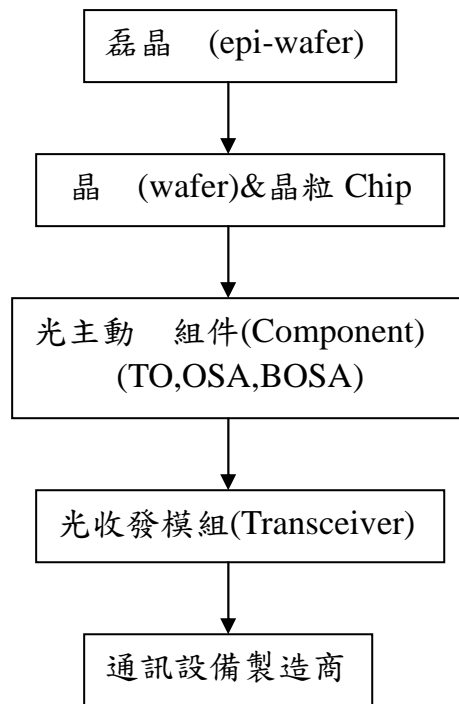 磊晶 (epi-wafer)
晶 (wafer)&晶粒 Chip
光主動 組件(Component)
(TO,OSA,BOSA)
光收發模組(Transceiver)
通訊設備製造商